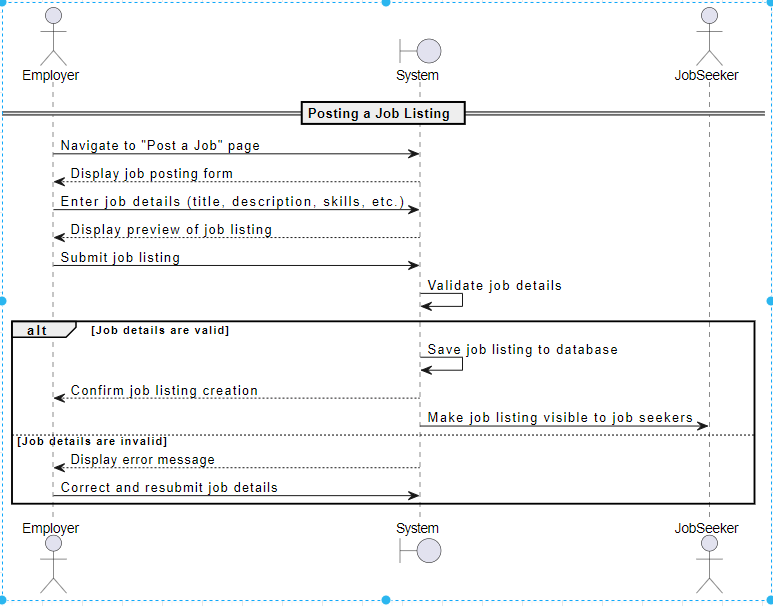 Employer
System
JobSeeker
Posting a Job Listing
Navigate to "Post a Job" page
Display job posting form
Enter job details (title, description, skills, etc.)
Display preview of job listing
Submit job listing
Validate job details
alt [Job details are valid]
Save job listing to database
Confirm job listing creation
Make job listing visible to job seekers
[Job details are invalid]
Display error message
Correct and resubmit job details
Employer
System
JobSeeker